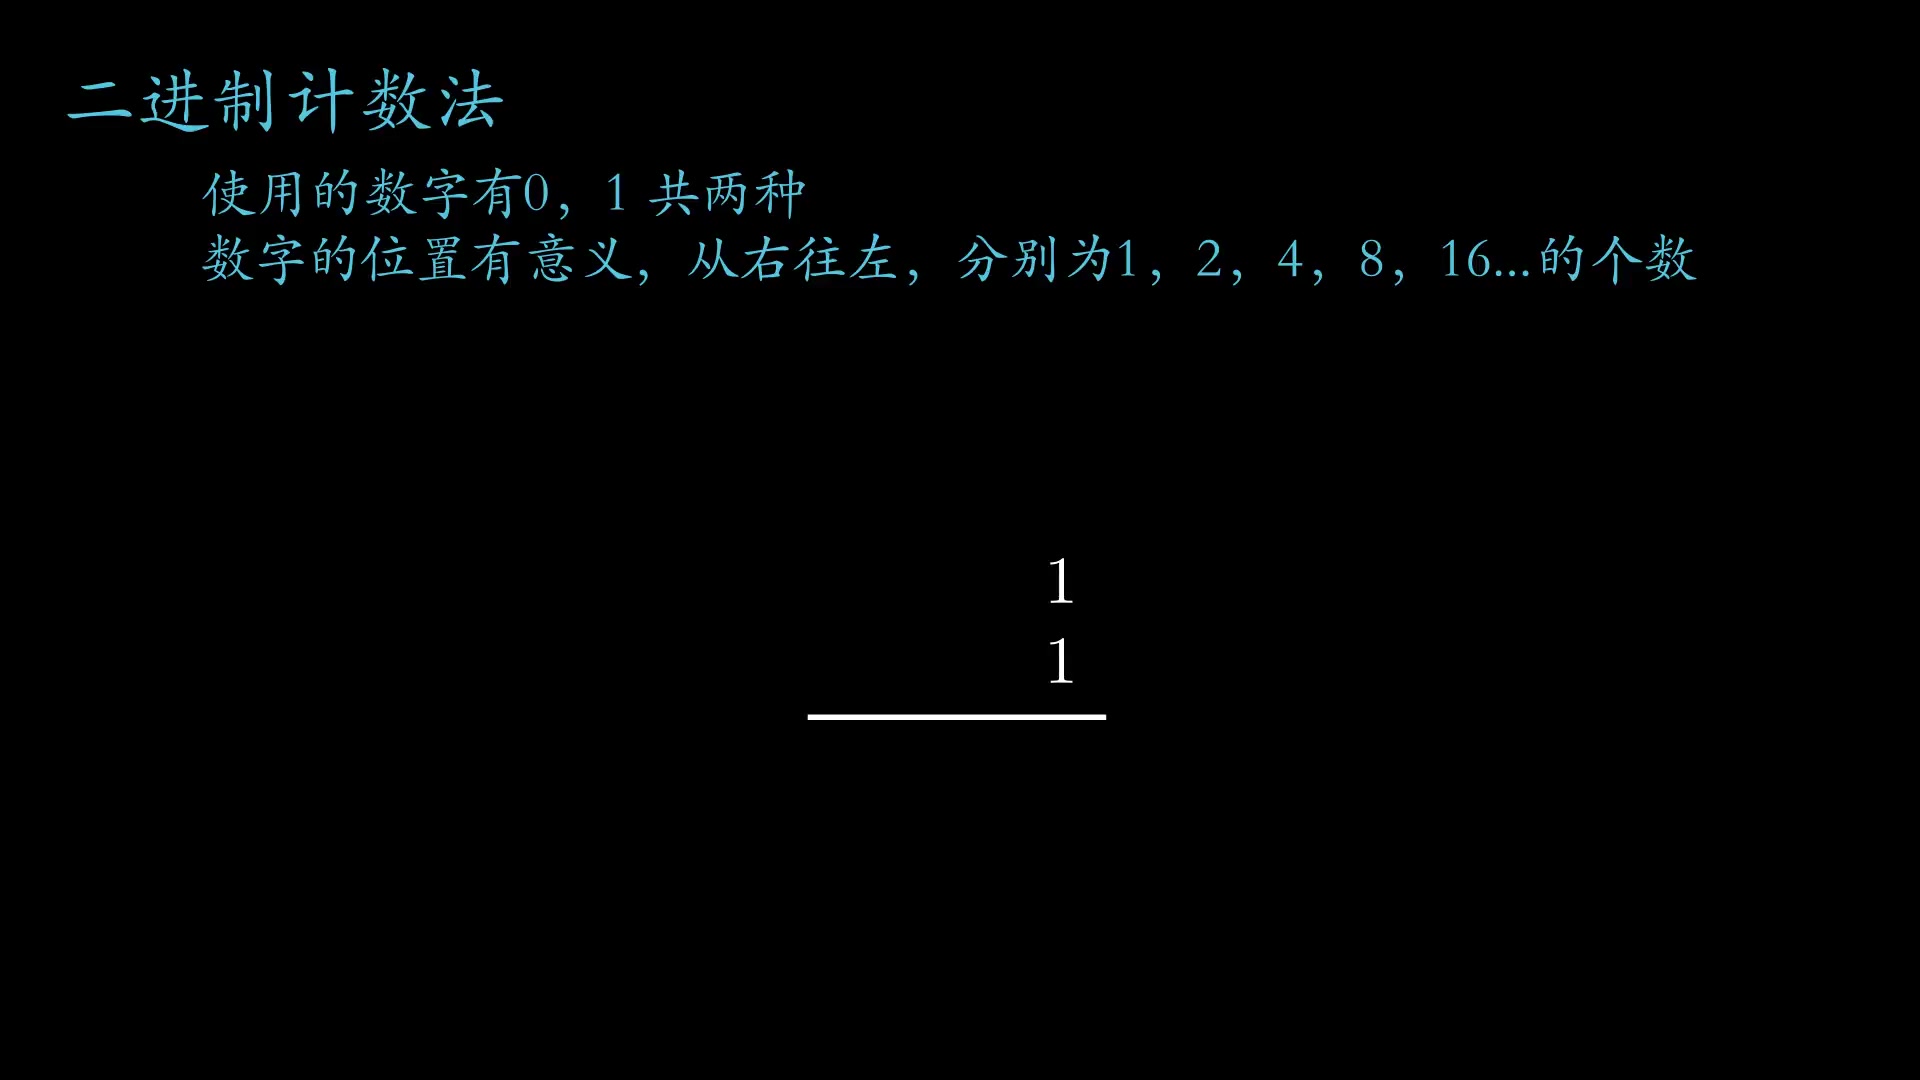 二进制计数法
使用的数字有0，1 共两种
数字的位置有意义，从右往左，分别为1，2，4，8，16...的个数
1
1